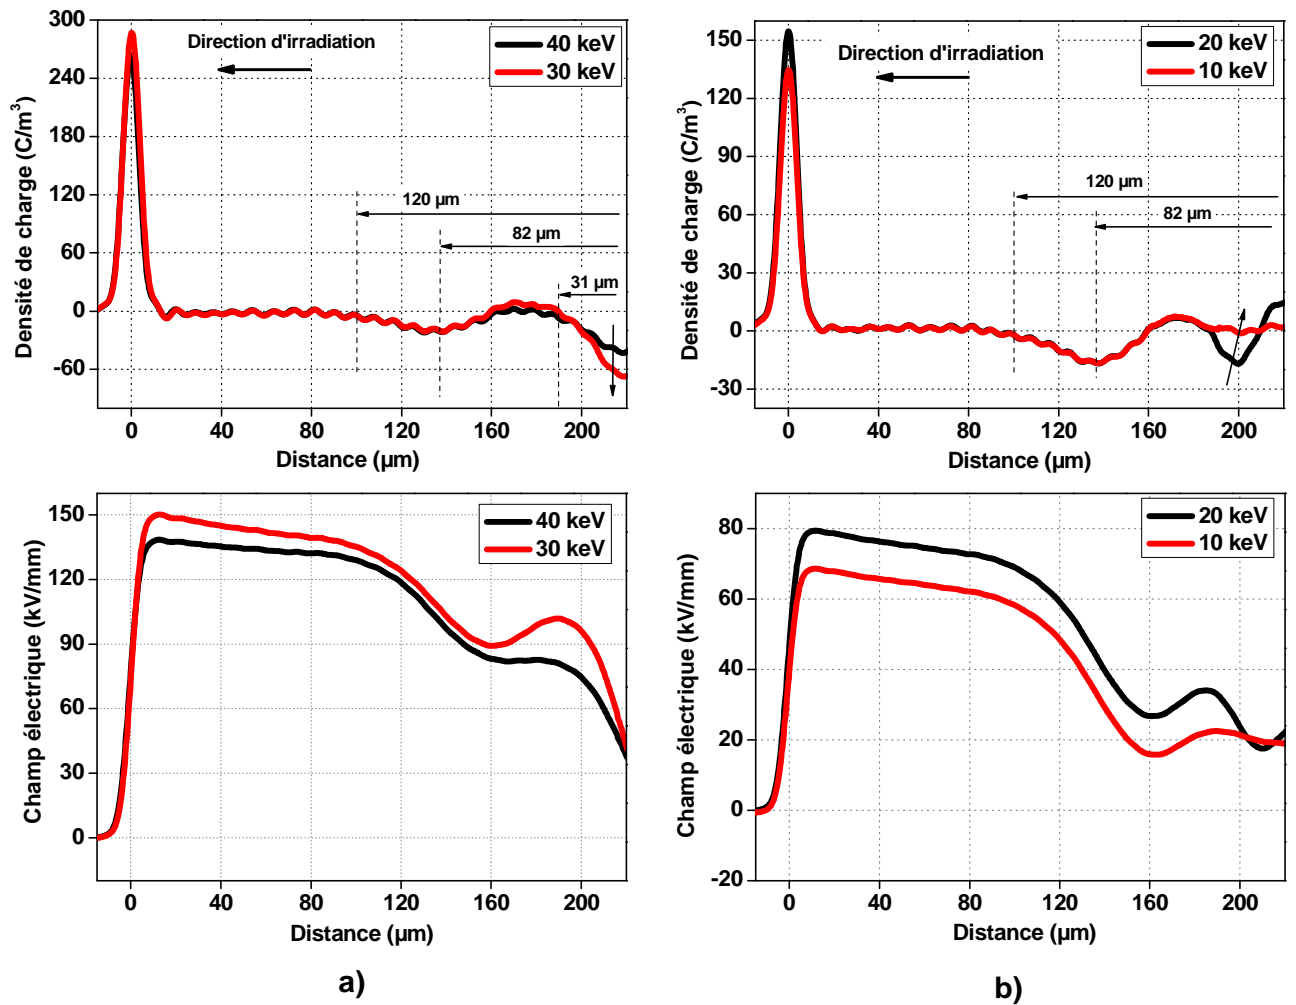 300
240
180
120
60
0
-60
Densité de charge (C/m³)
Direction d'irradiation
40 keV
30 keV
120 µm
82 µm
31 µm
0 40 80 120 160 200
Distance (µm)
150
120
90
60
30
0
-30
Densité de charge (C/m³)
Direction d'irradiation
20 keV
10 keV
120 µm
82 µm
0 40 80 120 160 200
Distance (µm)
150
120
90
60
30
0
Champ électrique (kV/mm)
40 keV
30 keV
0 40 80 120 160 200
Distance (µm)
a)
80
60
40
20
0
-20
Champ électrique (kV/mm)
20 keV
10 keV
0 40 80 120 160 200
Distance (µm)
b)